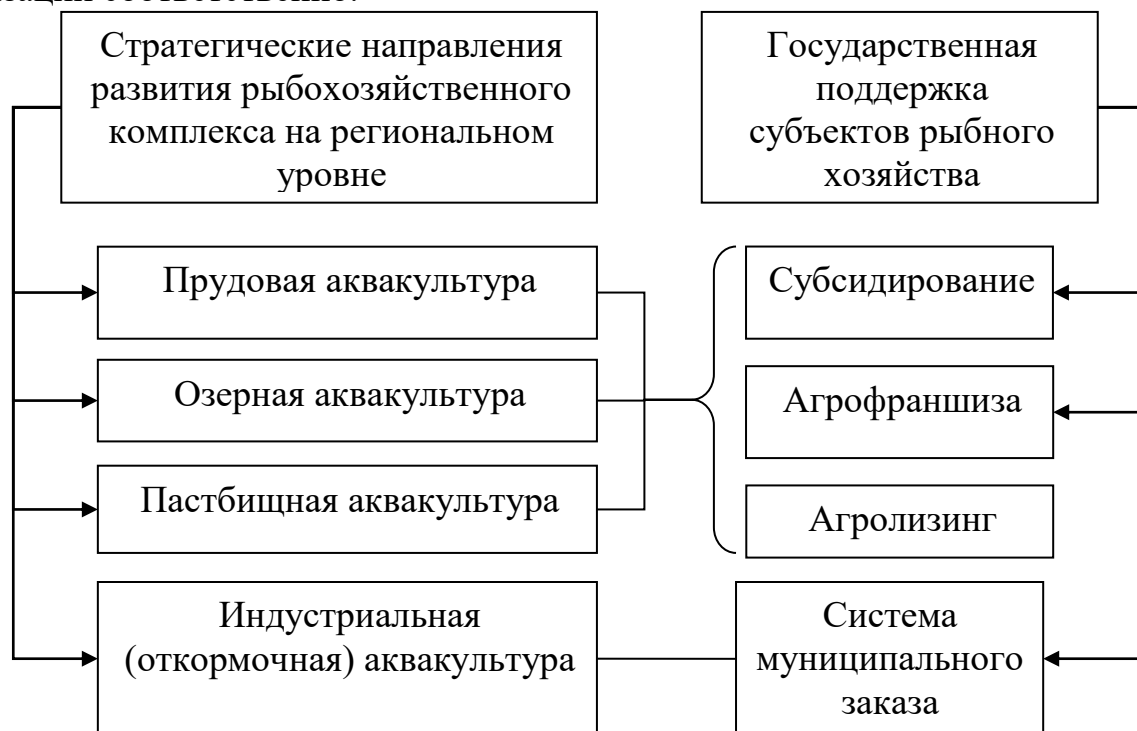 Стратегические направления
развития рыбохозяйственного
комплекса на региональном
уровне
Государственная
поддержка
субъектов рыбного
хозяйства
Прудовая аквакультура
Субсидирование
Озерная аквакультура
Агрофраншиза
Пастбищная аквакультура
Агролизинг
Индустриальная
(откормочная) аквакультура
Система
муниципального
заказа